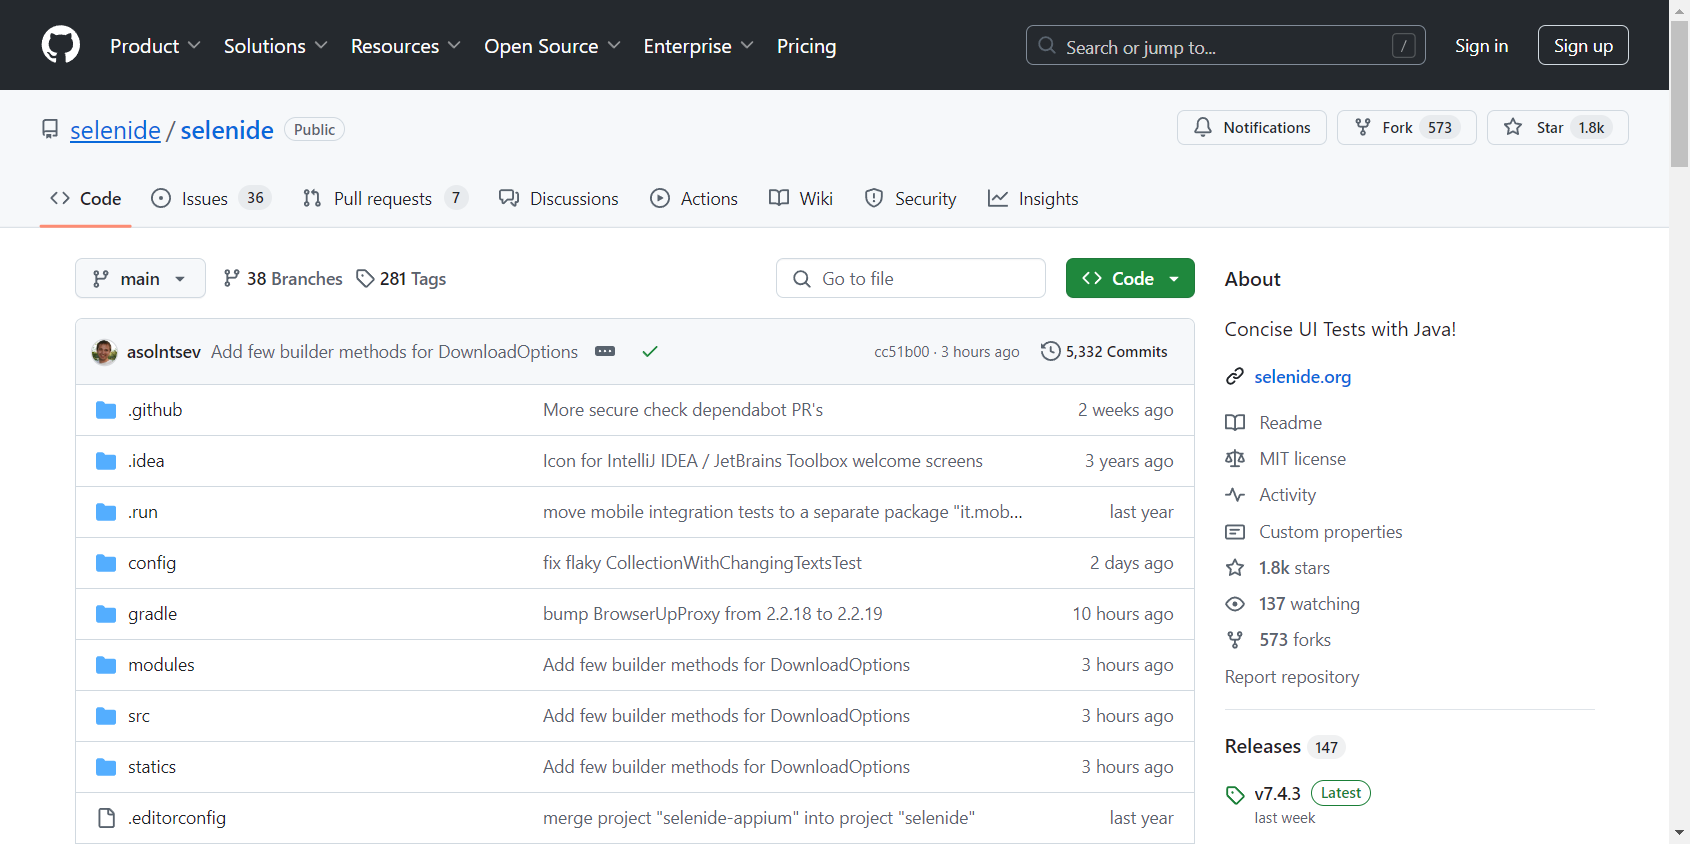 Product Solutions Resources Open Source Enterprise Pricing Search or jump to... / Sign in Sign up
selenide / selenide Public Notifications Fork 573 Star 1.8k
Code Issues 36 Pull requests 7 Discussions Actions Wiki Security Insights
main 38 Branches 281 Tags Go to file Code
asolntsev Add few builder methods for DownloadOptions cc51b00 · 3 hours ago 5,332 Commits
.github More secure check dependabot PR's 2 weeks ago
.idea Icon for IntelliJ IDEA / JetBrains Toolbox welcome screens 3 years ago
.run move mobile integration tests to a separate package "it.mob... last year
config fix flaky CollectionWithChangingTextsTest 2 days ago
gradle bump BrowserUpProxy from 2.2.18 to 2.2.19 10 hours ago
modules Add few builder methods for DownloadOptions 3 hours ago
src Add few builder methods for DownloadOptions 3 hours ago
statics Add few builder methods for DownloadOptions 3 hours ago
.editorconfig merge project "selenide-appium" into project "selenide" last year
About
Concise UI Tests with Java!
selenide.org
Readme
MIT license
Activity
Custom properties
1.8k stars
137 watching
573 forks
Report repository
Releases 147
v7.4.3 Latest
last week